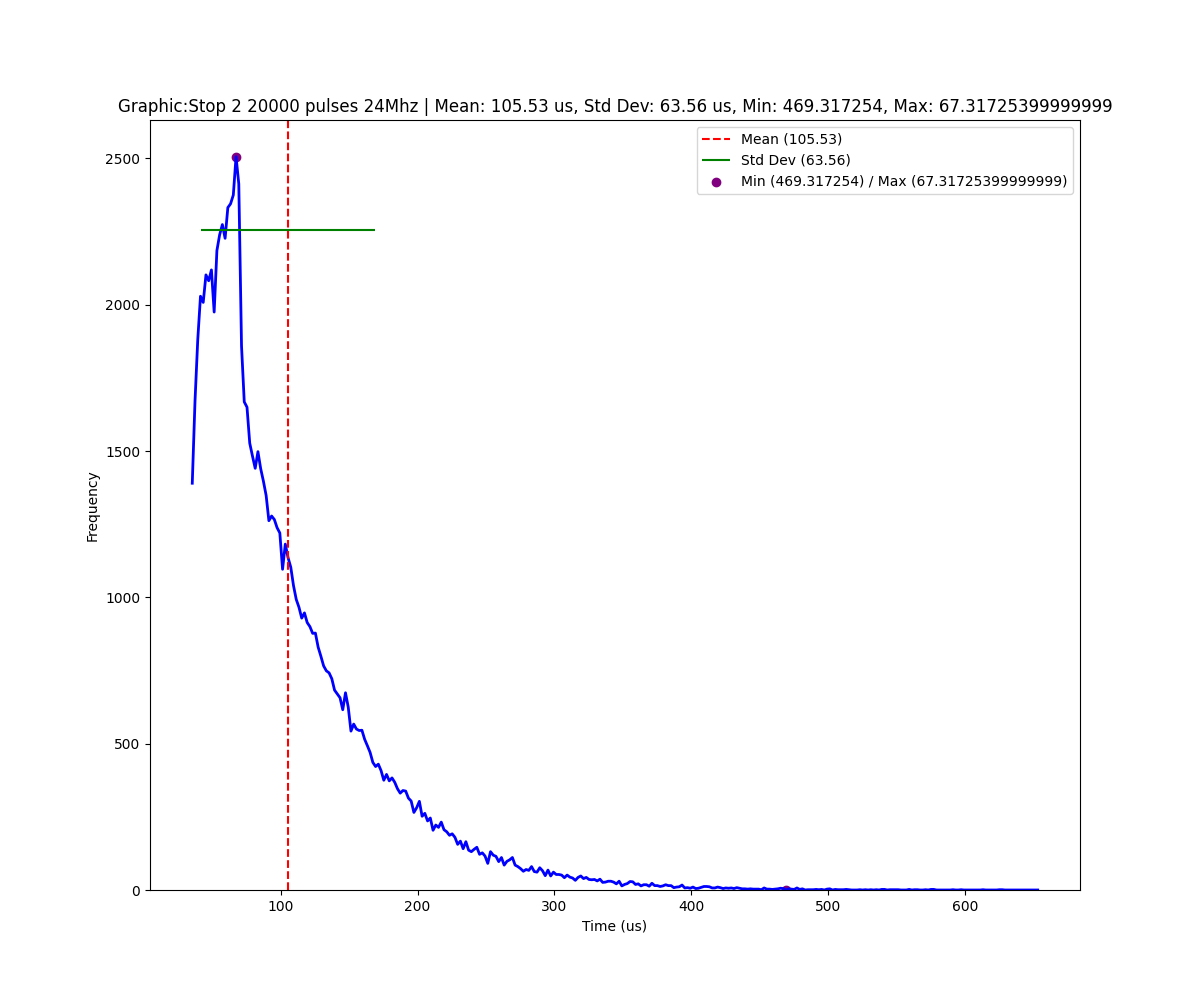 Graphic:Stop 2 20000 pulses 24Mhz | Mean: 105.53 us, Std Dev: 63.56 us, Min: 469.317254, Max: 67.31725399999999
Mean (105.53)
Std Dev (63.56)
Min (469.317254) / Max (67.31725399999999)
2500
2000
1500
1000
500
0
Frequency
100
200
300
400
500
600
Time (us)